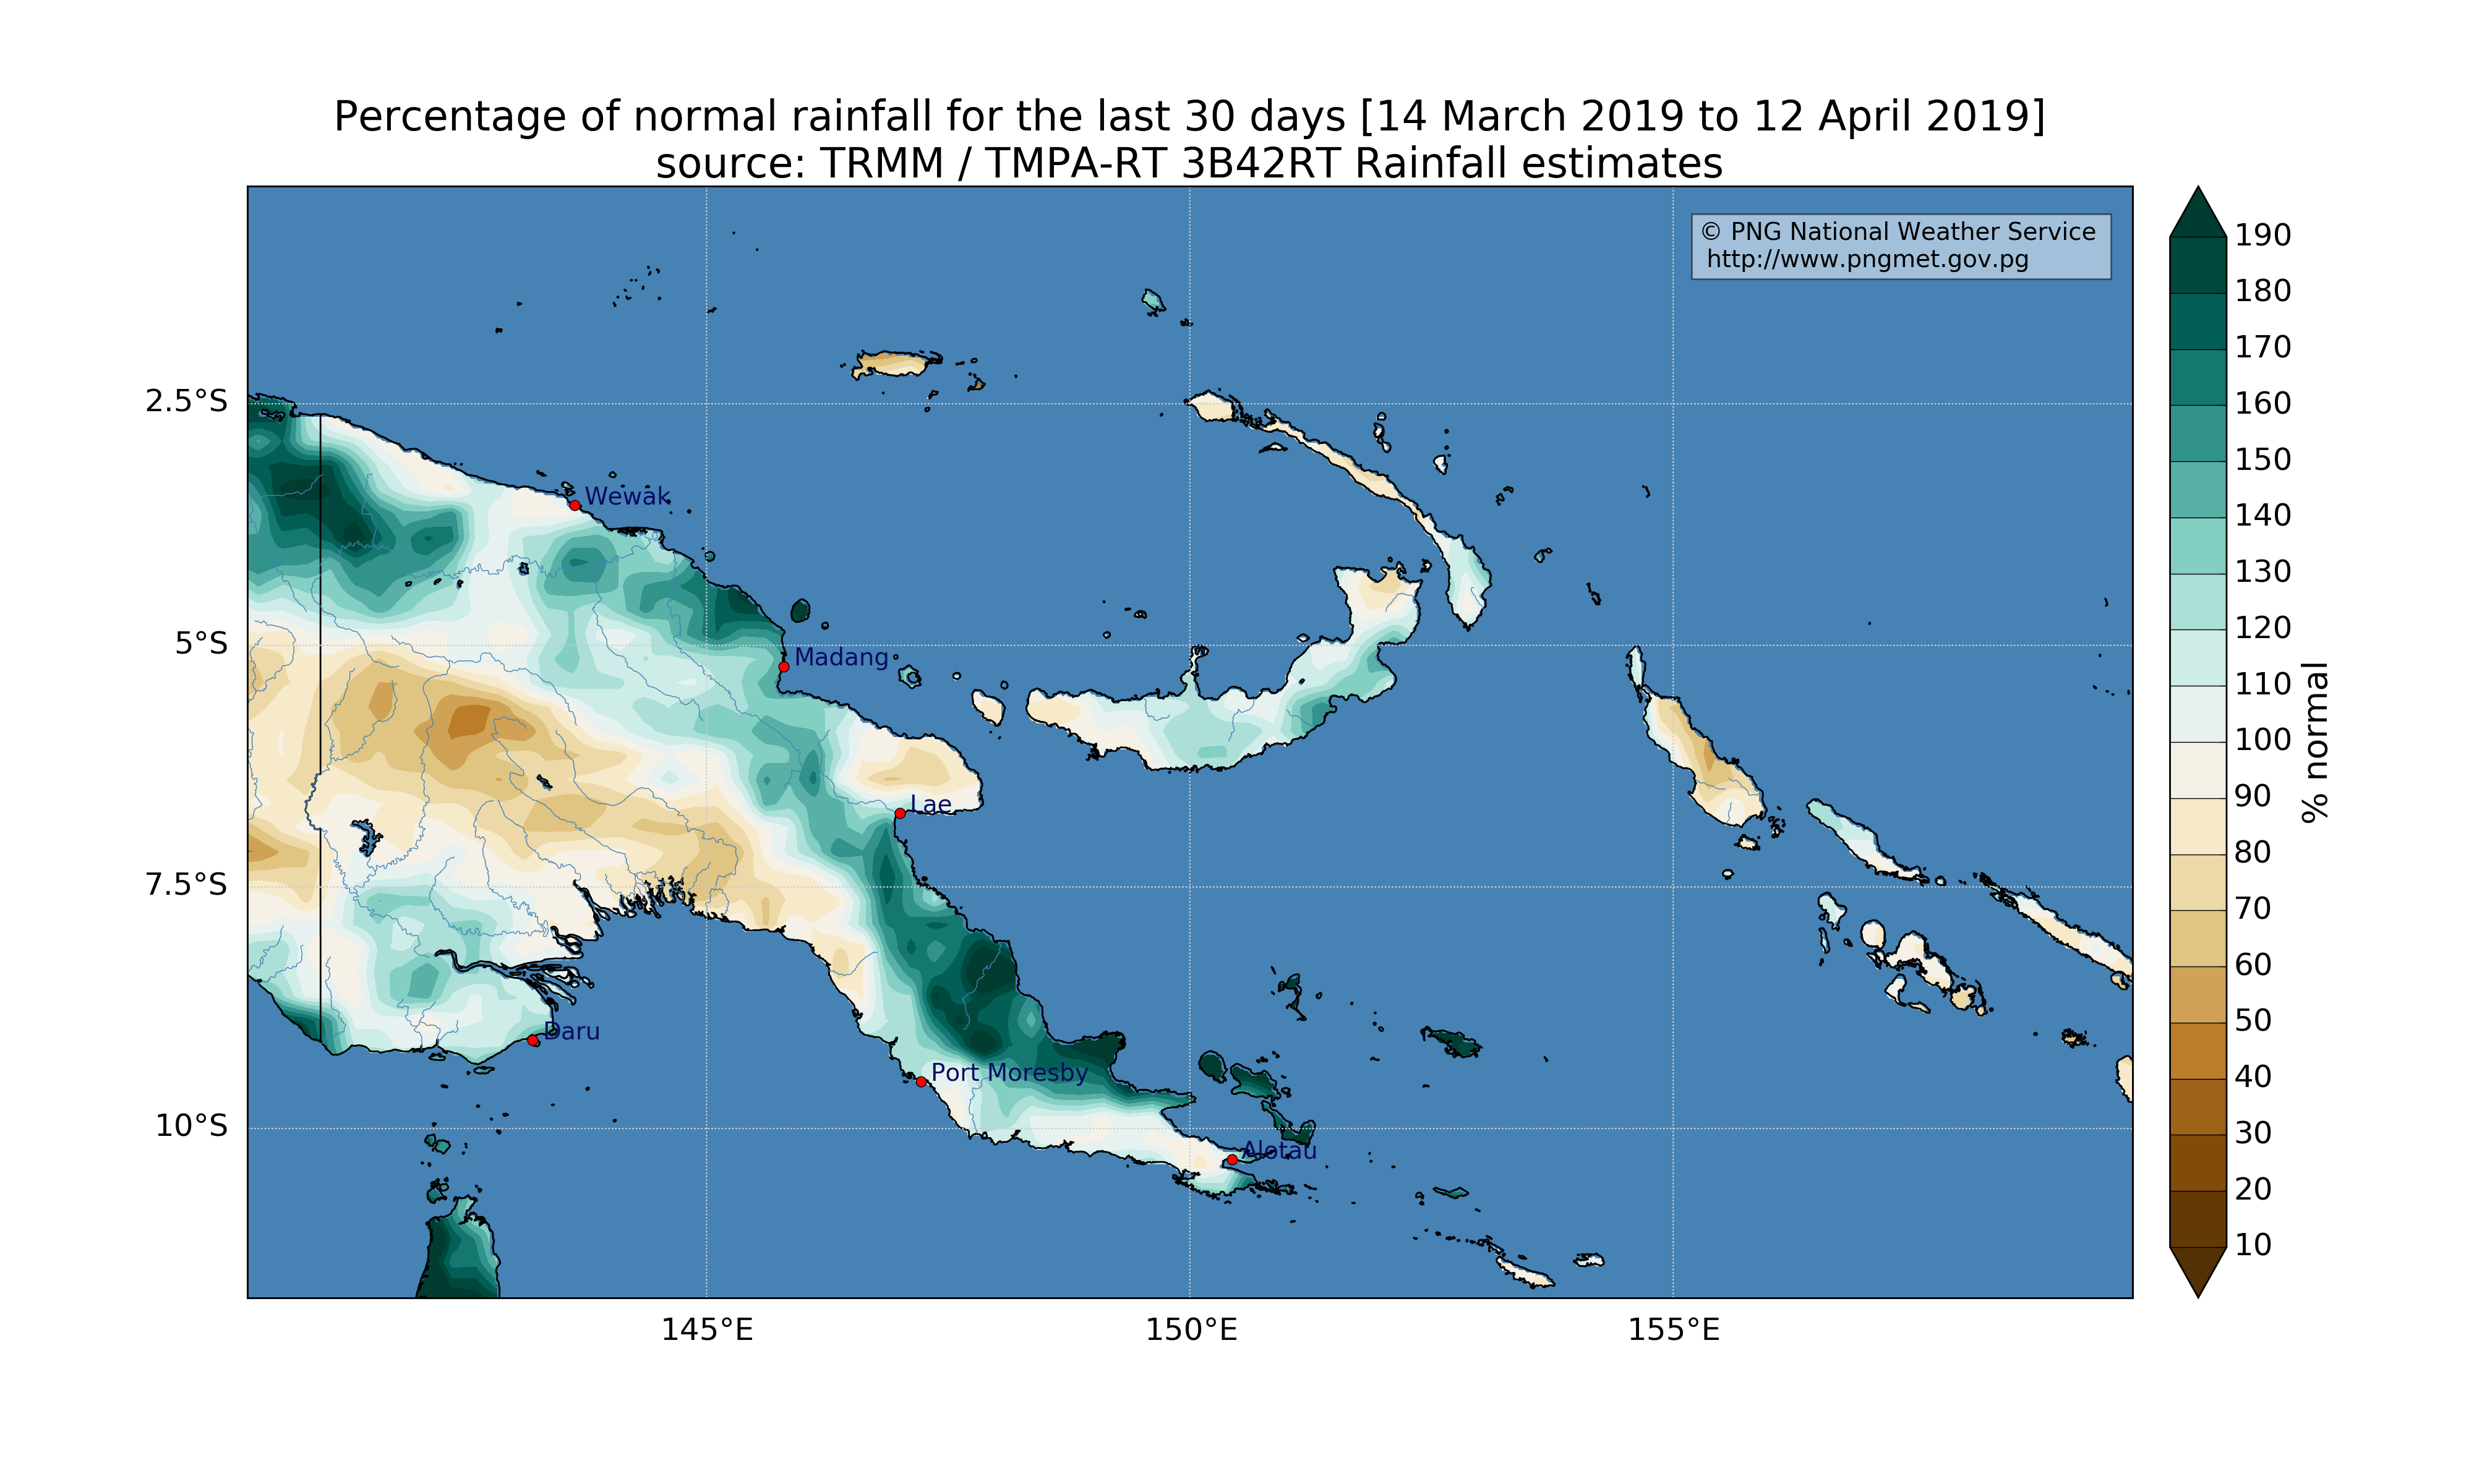 Percentage of normal rainfall for the last 30 days [14 March 2019 to 12 April 2019]
source: TRMM / TMPA-RT 3B42RT Rainfall estimates
© PNG National Weather Service
http://www.pngmet.gov.pg
190
180
170
160
150
140
130
120
110
100
90
80
70
60
50
40
30
20
10
% normal
2.5°S
5°S
7.5°S
10°S
Wewak
Madang
Lae
Daru
Port Moresby
Alotau
145°E
150°E
155°E